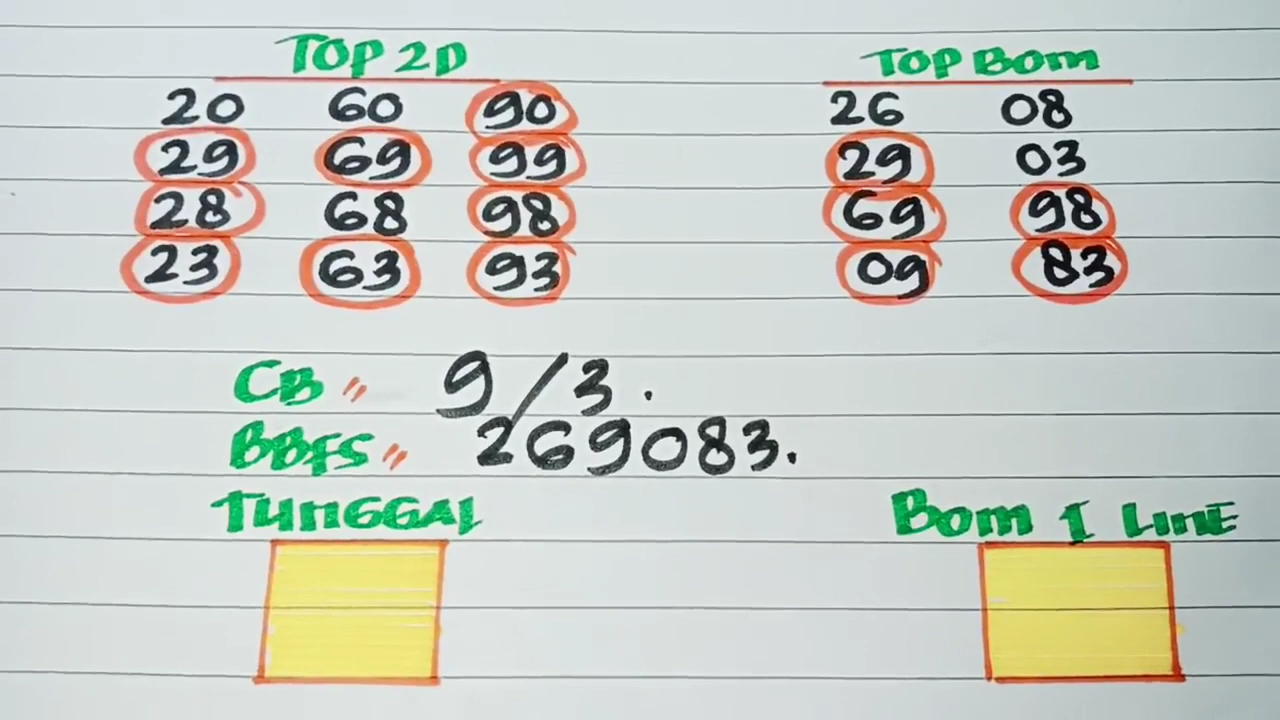 TOP 2D TOP BOM
20 60 90 26 08
29 69 99 29 03
28 68 98 69 98
23 63 93 09 83
CB " 9/3.
BBFS " 269083.
TUNGGAL BOM 1 LINE